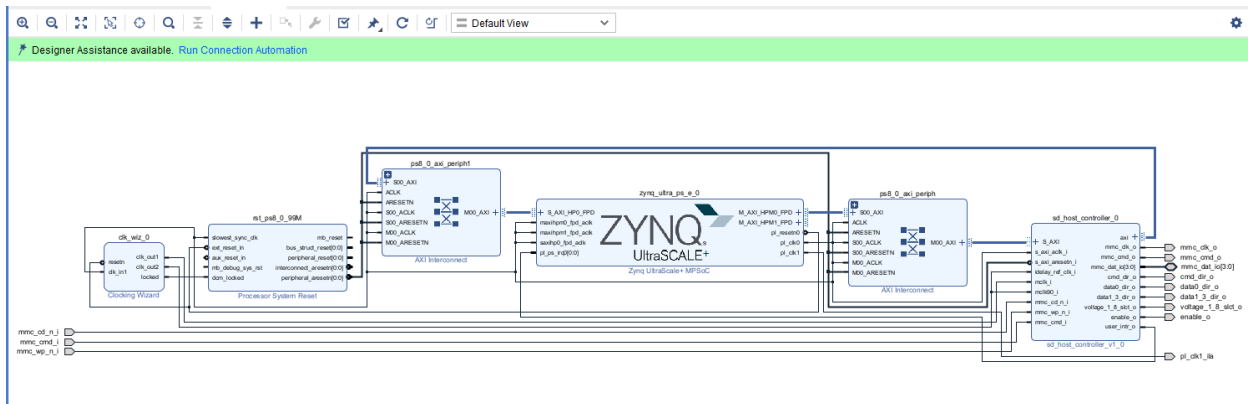 Default View
Designer Assistance available. Run Connection Automation
ps8_0_axi_periph1
S00_AXI
ACLK
ARESETN
S00_ACLK
S00_ARESETN
M00_ACLK
M00_ARESETN
M00_AXI
AXI Interconnect
zynq_ultra_ps_e_0
S_AXI_HP0_FPD
maxihpm0_fpd_aclk
maxihpm1_fpd_aclk
saxihp0_fpd_aclk
pl_ps_irq0[0:0]
ZYNQ
UltraSCALE+
M_AXI_HPM0_FPD
M_AXI_HPM1_FPD
pl_resetn0
pl_clk0
pl_clk1
Zynq UltraScale+ MPSoC
ps8_0_axi_periph
S00_AXI
ACLK
ARESETN
S00_ACLK
S00_ARESETN
M00_ACLK
M00_ARESETN
M00_AXI
AXI Interconnect
rst_ps8_0_99M
slowest_sync_clk
ext_reset_in
aux_reset_in
mb_debug_sys_rst
dcm_locked
mb_reset
bus_struct_reset[0:0]
peripheral_reset[0:0]
interconnect_aresetn[0:0]
peripheral_aresetn[0:0]
Processor System Reset
clk_wiz_0
resetn
clk_in1
clk_out1
clk_out2
locked
Clocking Wizard
sd_host_controller_0
S_AXI
s_axi_aclk_i
s_axi_aresetn_i
idelay_ref_clk_i
mclk_i
mclk90_i
mmc_cd_n_i
mmc_wp_n_i
mmc_cmd_i
axi
mmc_clk_o
mmc_cmd_o
mmc_dat_io[3:0]
cmd_dir_o
data0_dir_o
data1_3_dir_o
voltage_1_8_slct_o
enable_o
user_intr_o
sd_host_controller_v1_0
mmc_clk_o
mmc_cmd_o
mmc_dat_io[3:0]
cmd_dir_o
data0_dir_o
data1_3_dir_o
voltage_1_8_slct_o
enable_o
pl_clk1_ila
mmc_cd_n_i
mmc_cmd_i
mmc_wp_n_i